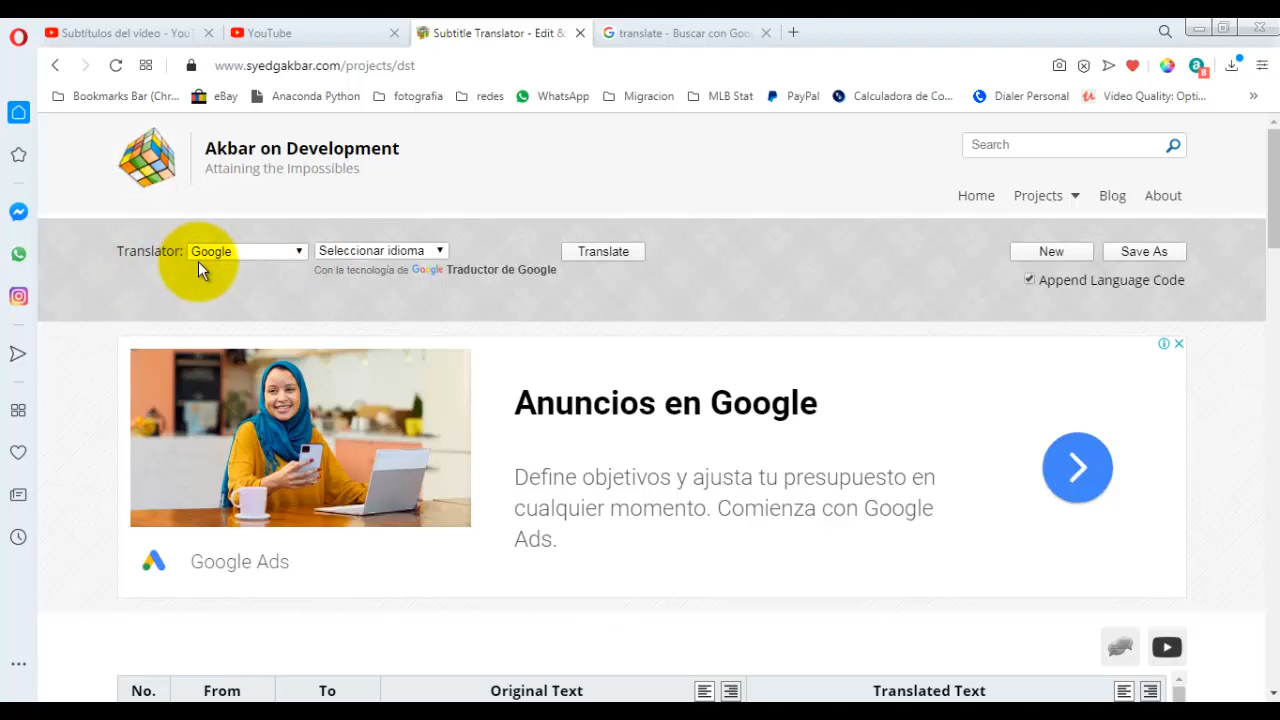 Subtítulos del vídeo - You
YouTube
Subtitle Translator - Edit &
translate - Buscar con Goo
www.syedgakbar.com/projects/dst
Bookmarks Bar (Chr...
eBay
Anaconda Python
fotografia
redes
WhatsApp
Migracion
MLB Stat
PayPal
Calculadora de Co...
Dialer Personal
Video Quality: Opti...
Akbar on Development
Attaining the Impossibles
Search
Home
Projects
Blog
About
Translator:
Google
Seleccionar idioma
Translate
New
Save As
Con la tecnología de Google Traductor de Google
Append Language Code
Anuncios en Google
Define objetivos y ajusta tu presupuesto en
cualquier momento. Comienza con Google
Ads.
Google Ads
No.
From
To
Original Text
Translated Text